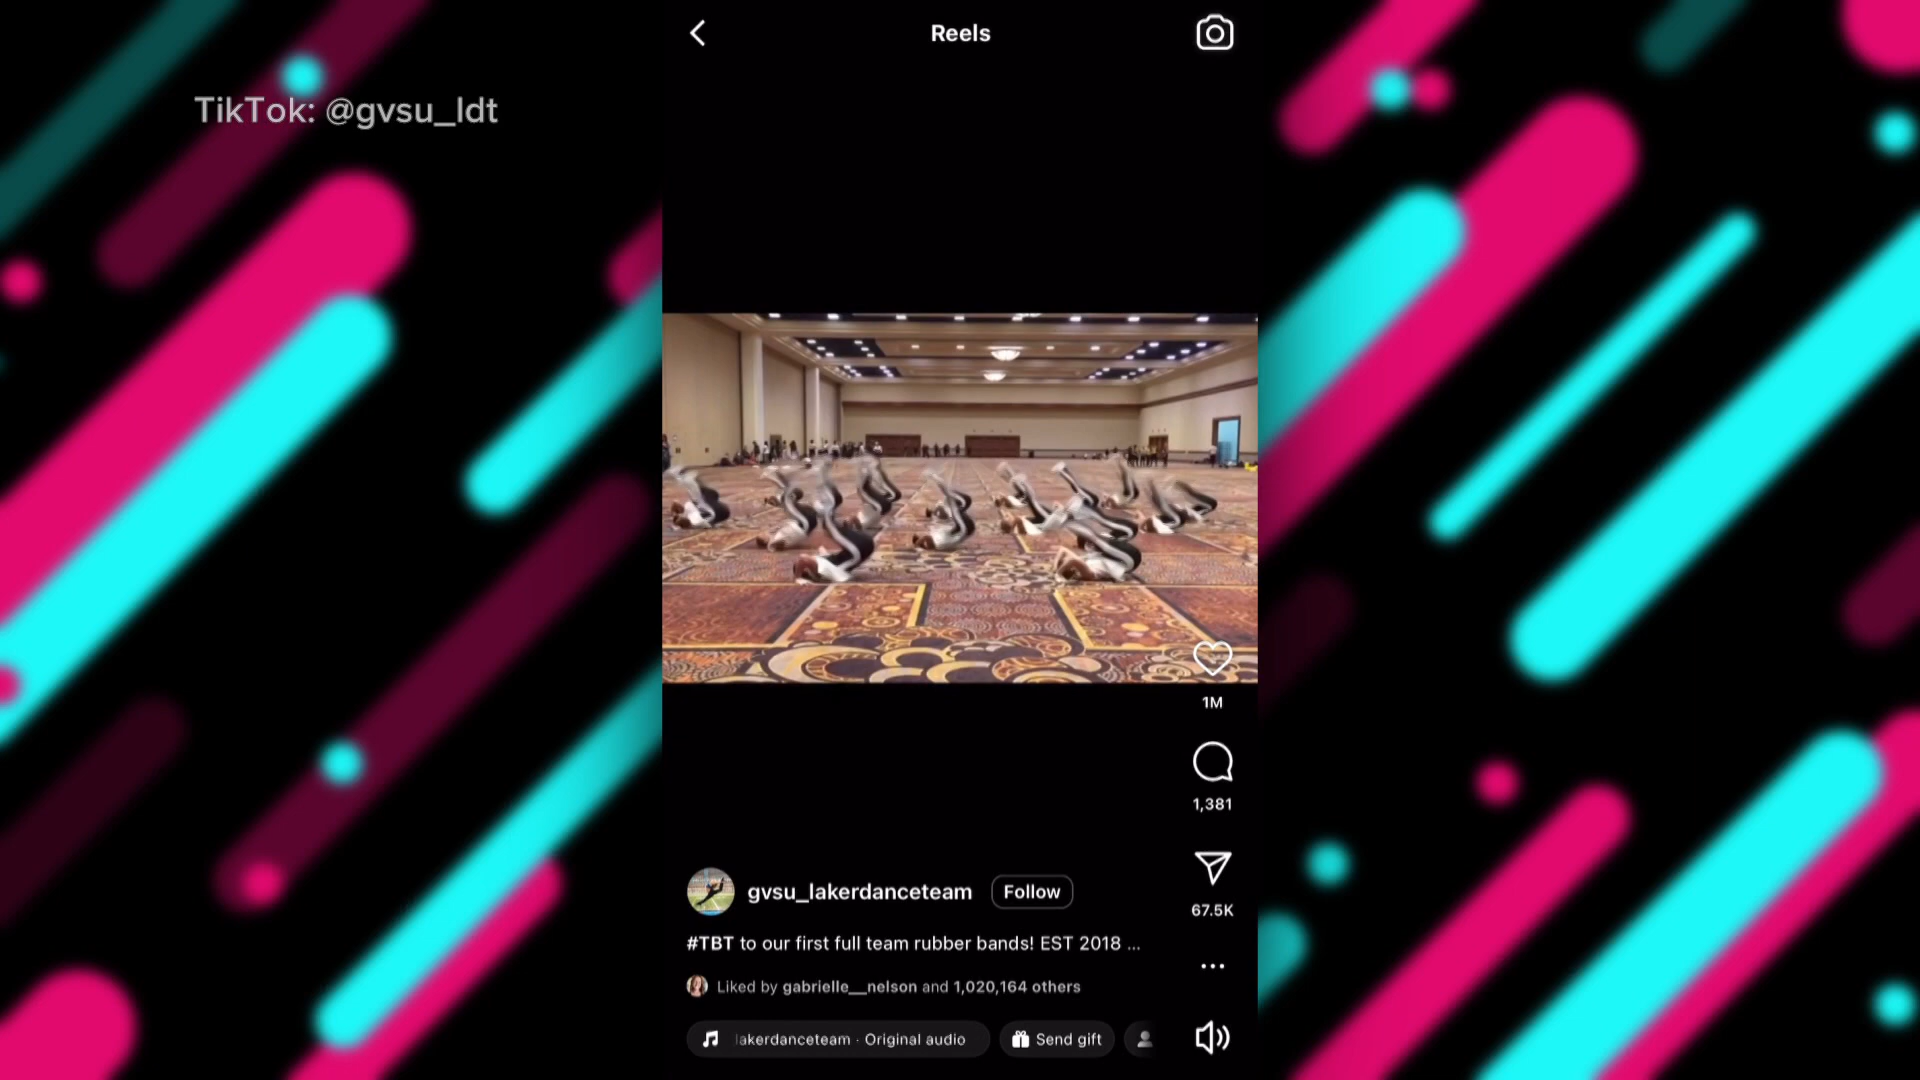 TikTok: @gvsu_ldt
Reels
1M
1,381
67.5K
gvsu_lakerdanceteam
Follow
#TBT to our first full team rubber bands! EST 2018 ...
Liked by gabrielle__nelson and 1,020,164 others
lakerdanceteam · Original audio
Send gift